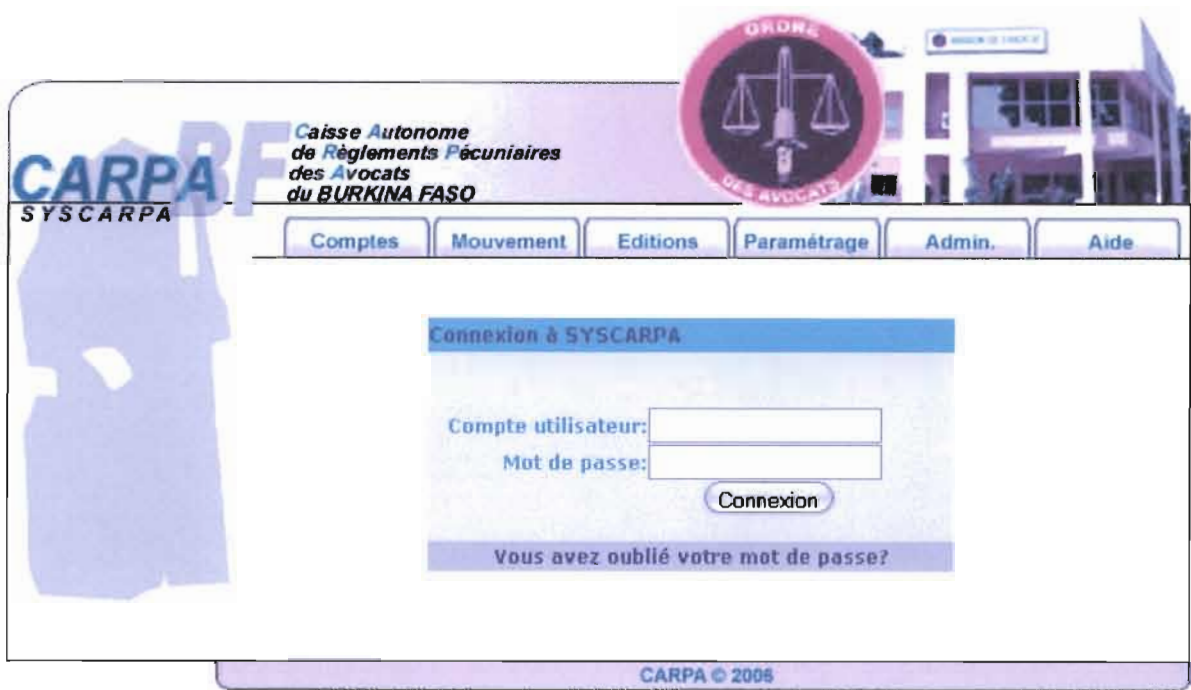 ORDRE
DES AVOCATS
BF
CARPA
SYSCARPA
Caisse Autonome
de Règlements Pécuniaires
des Avocats
du BURKINA FASO
Comptes Mouvement Editions Paramétrage Admin. Aide
Connexion à SYSCARPA
Compte utilisateur:
Mot de passe:
Connexion
Vous avez oublié votre mot de passe?
CARPA © 2006